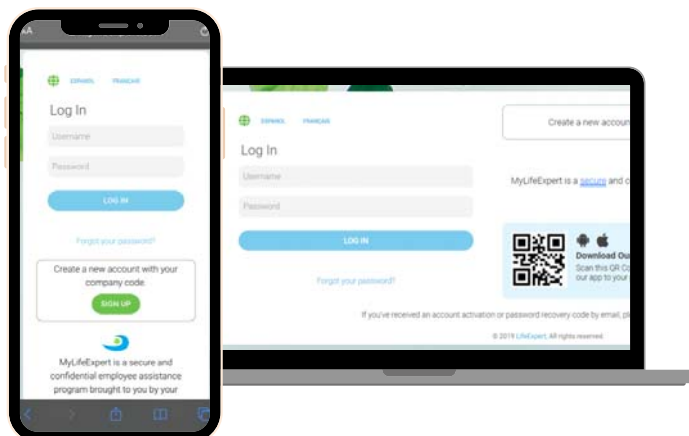 AA
ESPAÑOL FRANÇAIS
Log In
Username
Password
LOG IN
Forgot your password?
Create a new account with your
company code.
SIGN UP
MyLifeExpert is a secure and
confidential employee assistance
program brought to you by your
ESPAÑOL FRANÇAIS
Log In
Username
Password
LOG IN
Forgot your password?
Create a new accoun
MyLifeExpert is a secure and c
Download Ou
Scan this QR Co
our app to your
If you've received an account activation or password recovery code by email, pl
© 2019 LifeExpert, All rights reserved